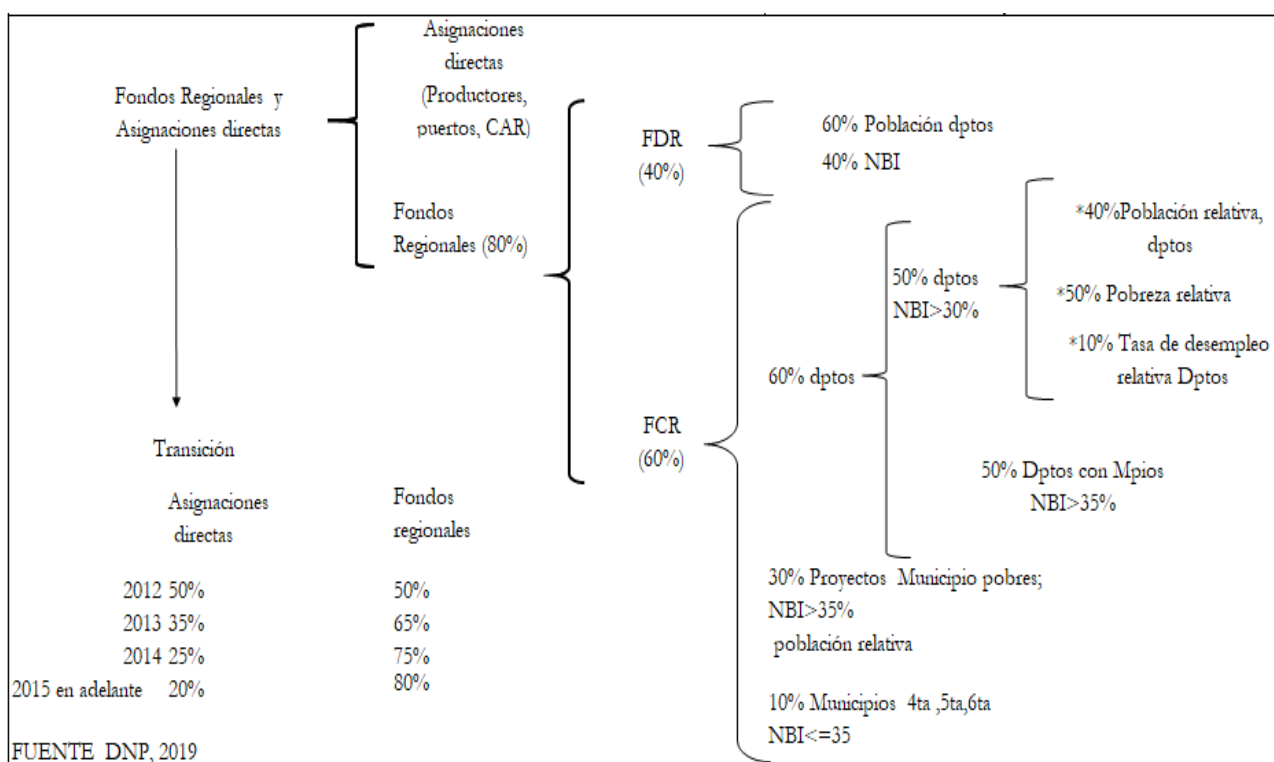 Fondos Regionales y
Asignaciones directas
Asignaciones
directas
(Productores,
puertos, CAR)
Fondos
Regionales (80%)
FDR
(40%)
60% Población dptos
40% NBI
FCR
(60%)
60% dptos
50% dptos
NBI>30%
*40%Población relativa,
dptos
*50% Pobreza relativa
*10% Tasa de desempleo
relativa Dptos
50% Dptos con Mpios
NBI>35%
30% Proyectos Municipio pobres;
NBI>35%
población relativa
10% Municipios 4ta ,5ta,6ta
NBI<=35
Transición
Asignaciones
directas
Fondos
regionales
2012 50% 50%
2013 35% 65%
2014 25% 75%
2015 en adelante 20% 80%
FUENTE DNP, 2019